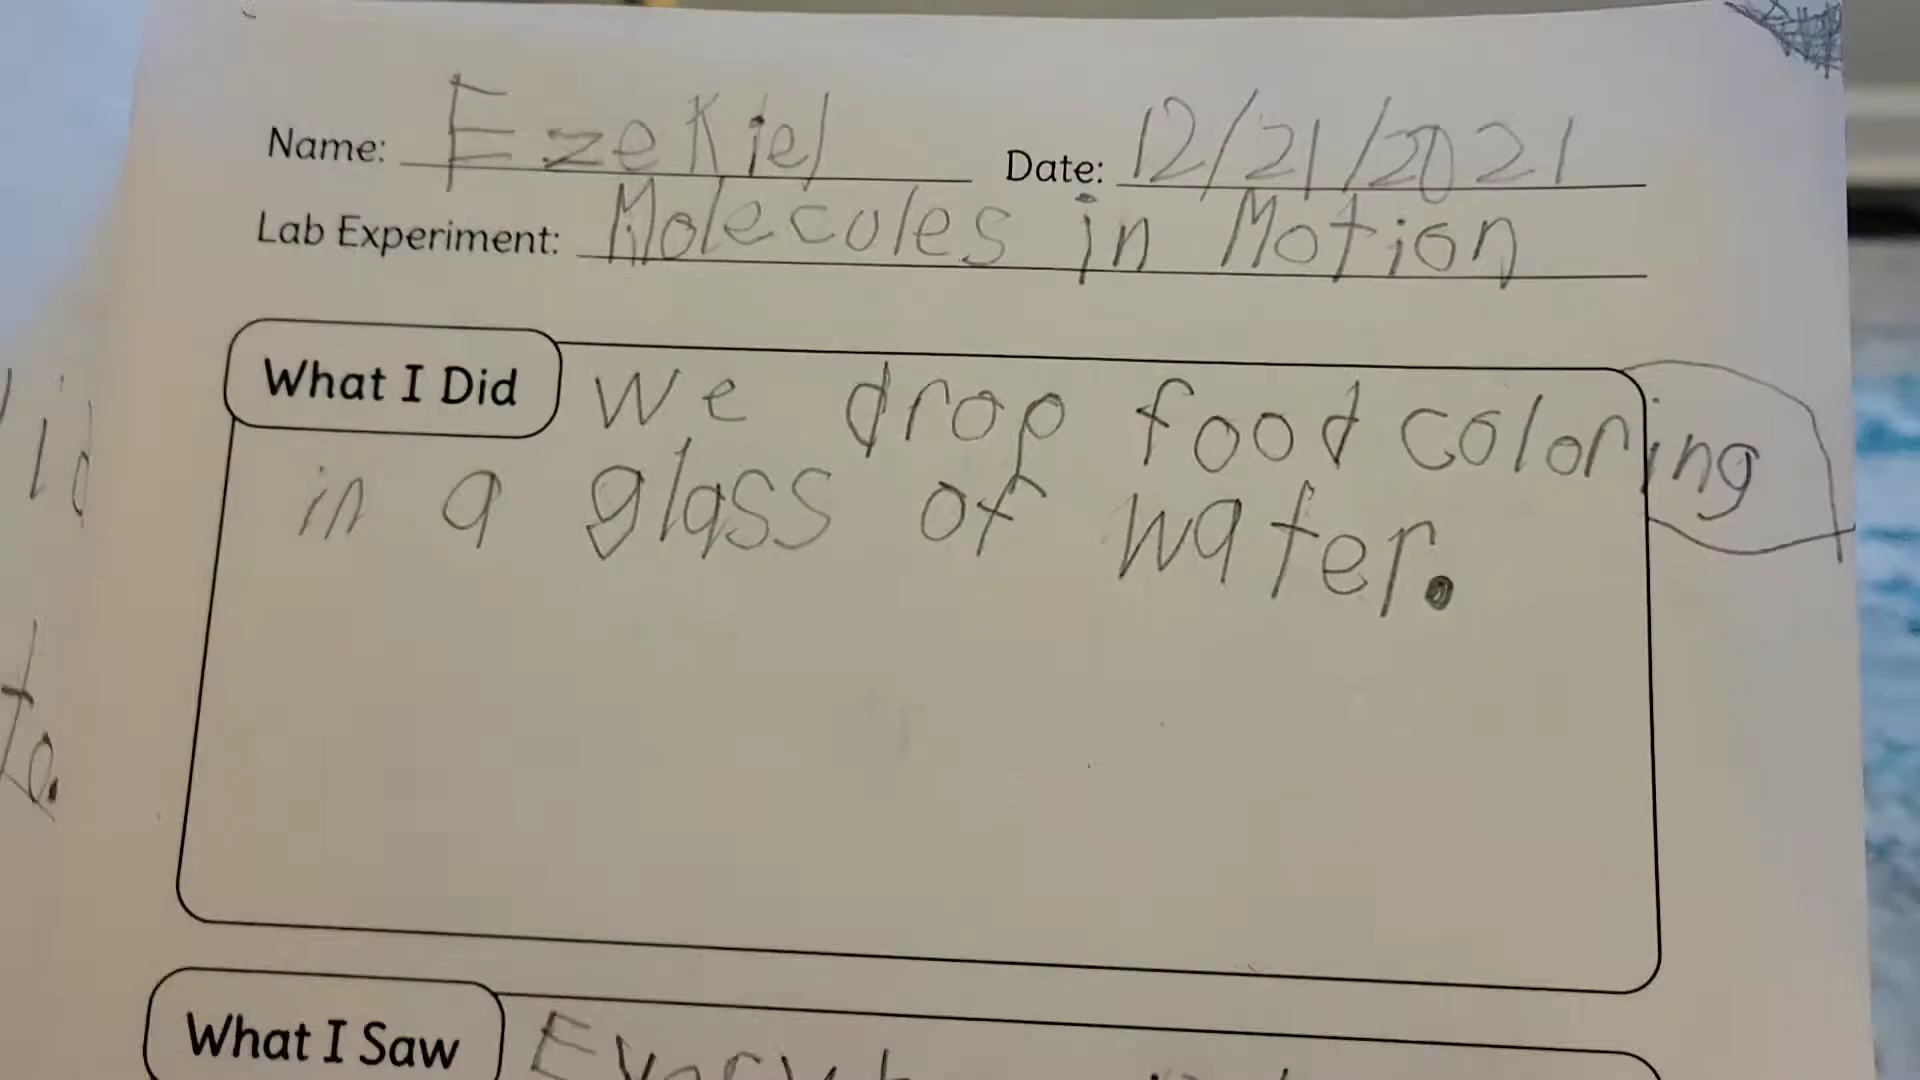 Name: Ezekiel Date: 12/21/2021
Lab Experiment: Molecules in Motion
What I Did We drop food coloring
in a glass of water.
What I Saw